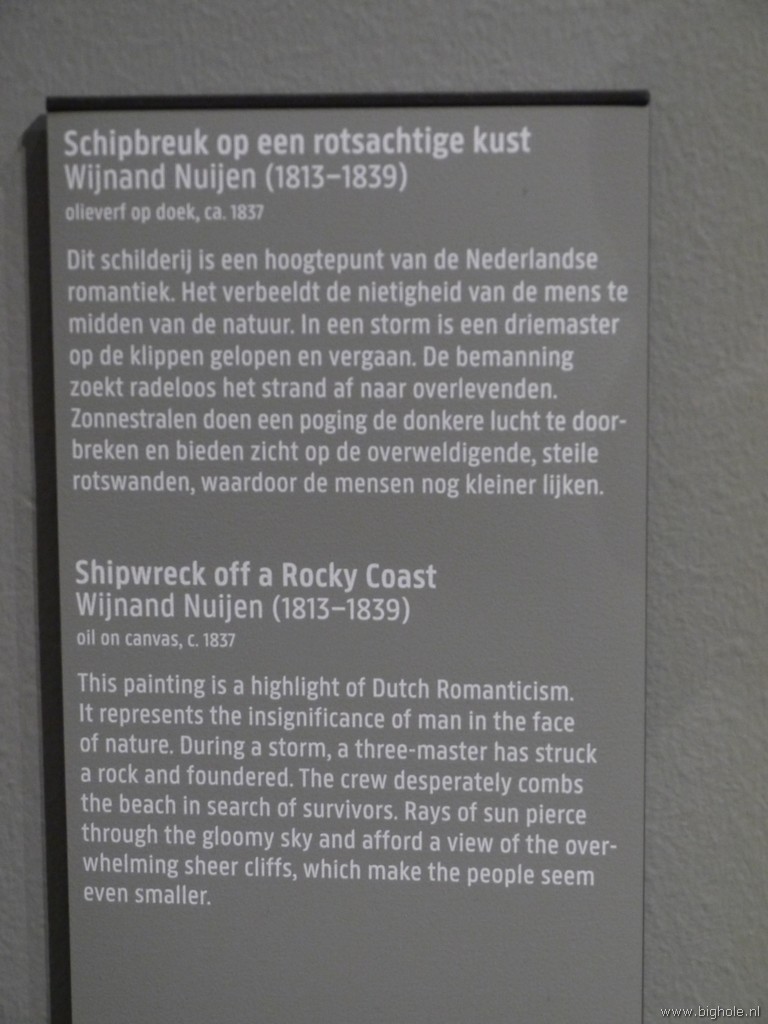 Schipbreuk op een rotsachtige kust
Wijnand Nuijen (1813–1839)
olieverf op doek, ca. 1837
Dit schilderij is een hoogtepunt van de Nederlandse
romantiek. Het verbeeldt de nietigheid van de mens te
midden van de natuur. In een storm is een driemaster
op de klippen gelopen en vergaan. De bemanning
zoekt radeloos het strand af naar overlevenden.
Zonnestralen doen een poging de donkere lucht te door-
breken en bieden zicht op de overweldigende, steile
rotswanden, waardoor de mensen nog kleiner lijken.
Shipwreck off a Rocky Coast
Wijnand Nuijen (1813–1839)
oil on canvas, c. 1837
This painting is a highlight of Dutch Romanticism.
It represents the insignificance of man in the face
of nature. During a storm, a three-master has struck
a rock and foundered. The crew desperately combs
the beach in search of survivors. Rays of sun pierce
through the gloomy sky and afford a view of the over-
whelming sheer cliffs, which make the people seem
even smaller.
www.bighole.nl